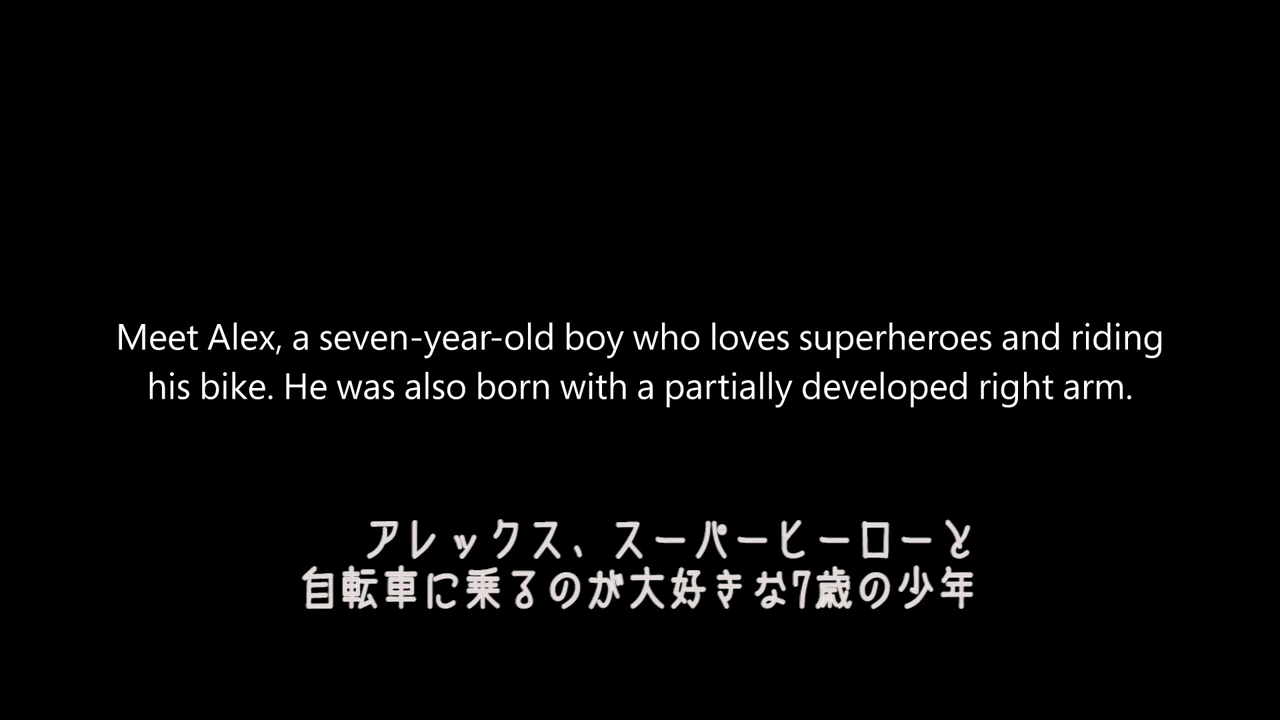 Meet Alex, a seven-year-old boy who loves superheroes and riding
his bike. He was also born with a partially developed right arm.
アレックス、スーパーヒーローと
自転車に乗るのが大好きな7歳の少年